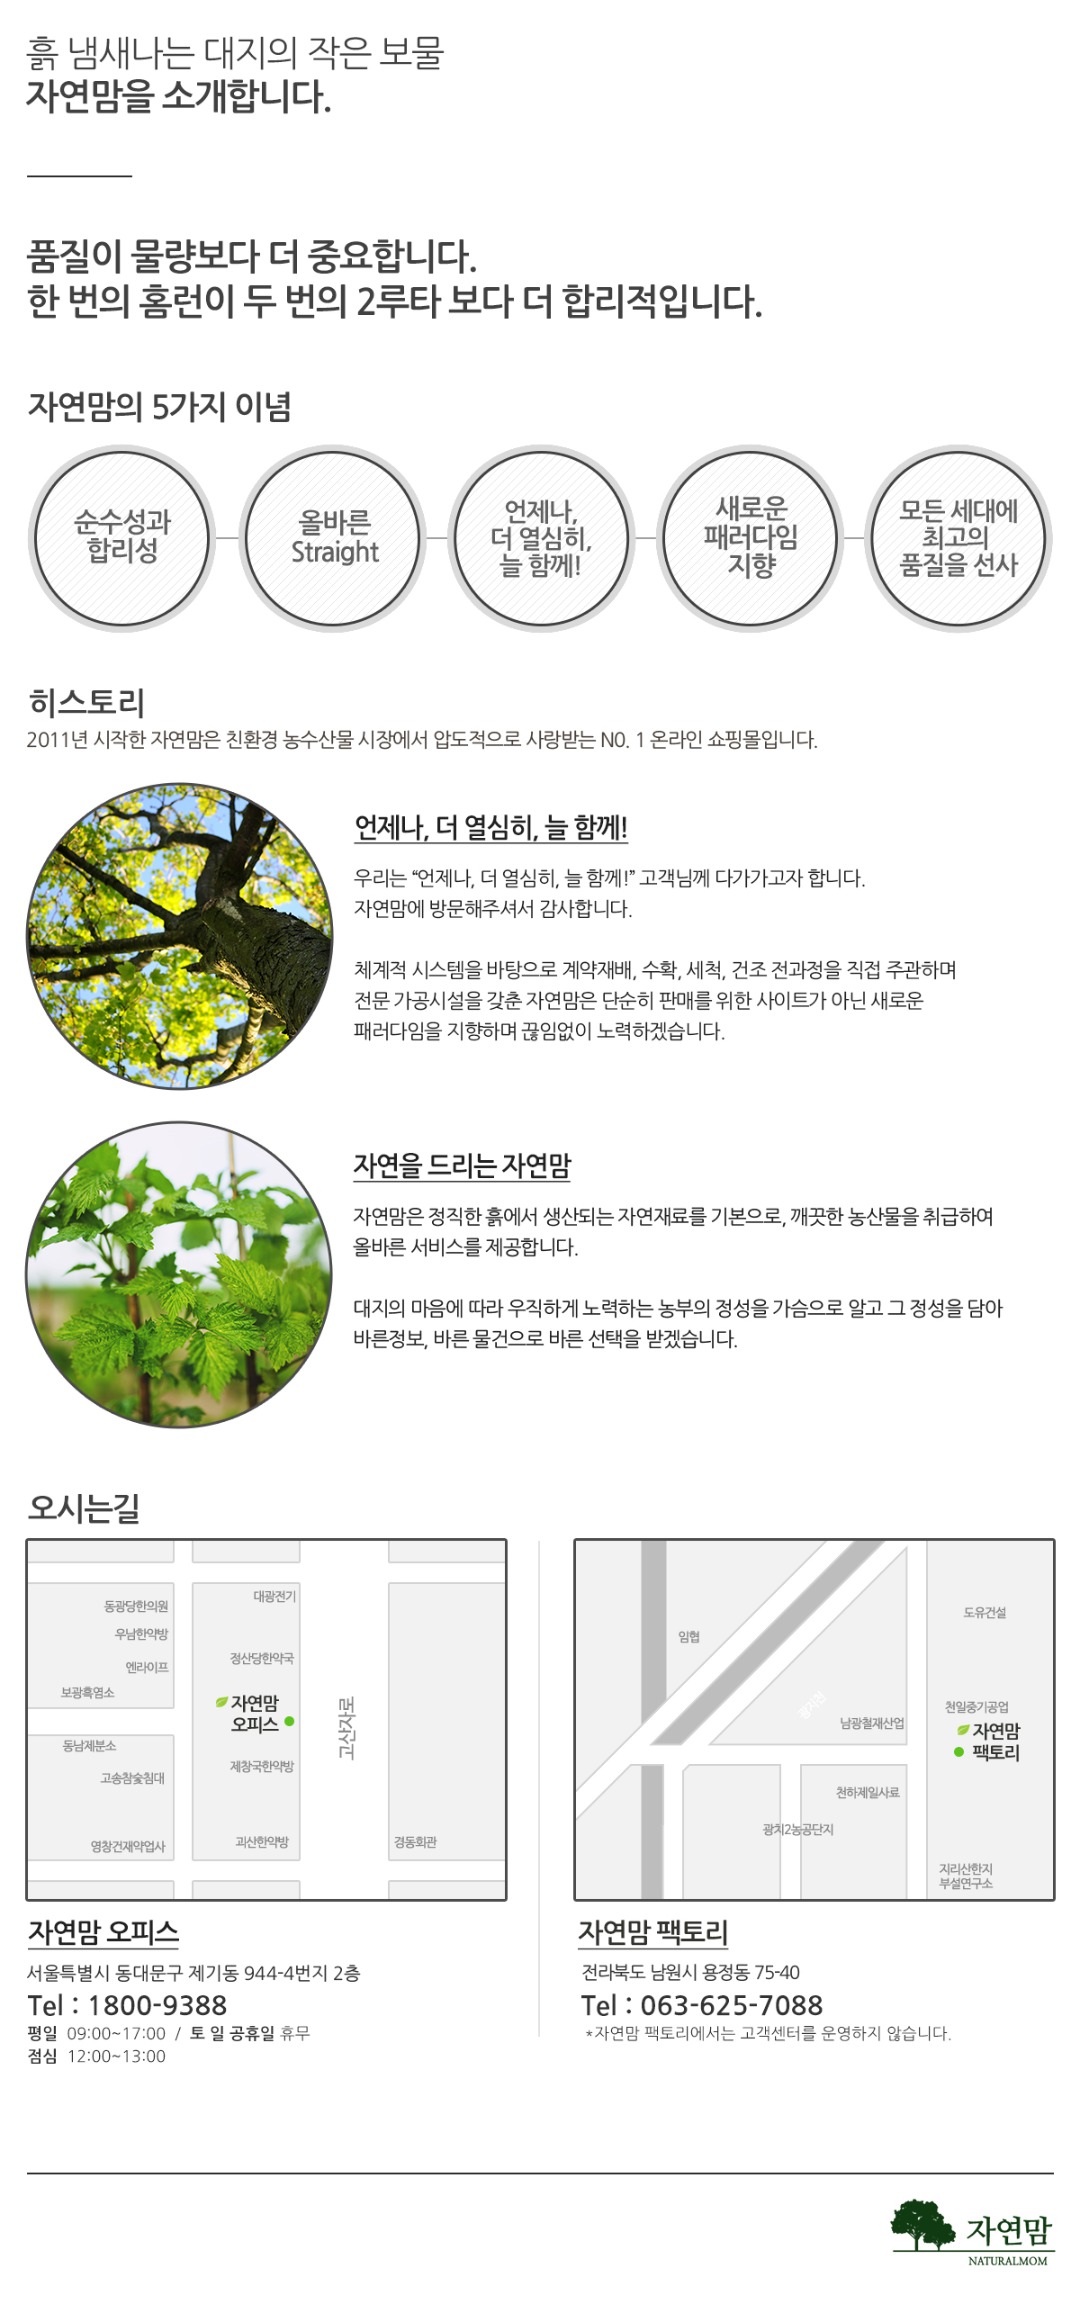 흙 냄새나는 대지의 작은 보물
자연맘을 소개합니다.
품질이 물량보다 더 중요합니다.
한 번의 홈런이 두 번의 2루타 보다 더 합리적입니다.
자연맘의 5가지 이념
순수성과
합리성
올바른
Straight
언제나,
더 열심히,
늘 함께!
새로운
패러다임
지향
모든 세대에
최고의
품질을 선사
히스토리
2011년 시작한 자연맘은 친환경 농수산물 시장에서 압도적으로 사랑받는 NO. 1 온라인 쇼핑몰입니다.
언제나, 더 열심히, 늘 함께!
우리는 “언제나, 더 열심히, 늘 함께!” 고객님께 다가가고자 합니다.
자연맘에 방문해주셔서 감사합니다.
체계적 시스템을 바탕으로 계약재배, 수확, 세척, 건조 전과정을 직접 주관하며
전문 가공시설을 갖춘 자연맘은 단순히 판매를 위한 사이트가 아닌 새로운
패러다임을 지향하며 끊임없이 노력하겠습니다.
자연을 드리는 자연맘
자연맘은 정직한 흙에서 생산되는 자연재료를 기본으로, 깨끗한 농산물을 취급하여
올바른 서비스를 제공합니다.
대지의 마음에 따라 우직하게 노력하는 농부의 정성을 가슴으로 알고 그 정성을 담아
바른정보, 바른 물건으로 바른 선택을 받겠습니다.
오시는길
대광전기
동광당한의원
우남한약방
정산당한약국
엔라이프
보광흑염소
자연맘
오피스
고산자로
동남제분소
제창국한약방
고송참숯침대
영창건재약업사
괴산한약방
경동회관
도유건설
임협
천일중기공업
남광철재산업
자연맘
팩토리
천하제일사료
광치2농공단지
지리산한지
부설연구소
자연맘 오피스
서울특별시 동대문구 제기동 944-4번지 2층
Tel : 1800-9388
평일 09:00~17:00 / 토 일 공휴일 휴무
점심 12:00~13:00
자연맘 팩토리
전라북도 남원시 용정동 75-40
Tel : 063-625-7088
*자연맘 팩토리에서는 고객센터를 운영하지 않습니다.
자연맘
NATURALMOM